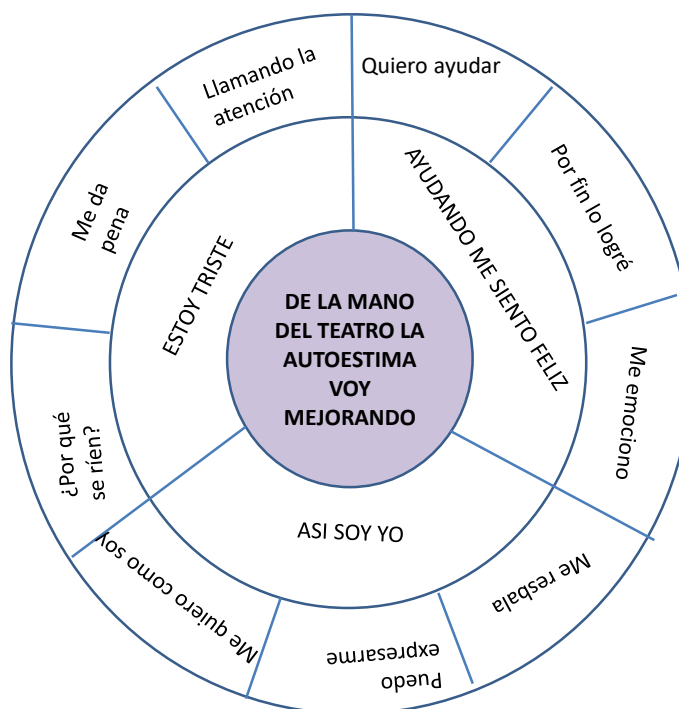 DE LA MANO
DEL TEATRO LA
AUTOESTIMA
VOY
MEJORANDO
ESTOY TRISTE
AYUDANDO ME SIENTO FELIZ
ASI SOY YO
Llamando la
atención
Quiero ayudar
Por fin lo logré
Me emociono
Me resbala
Puedo
expresarme
Me quiero como soy
¿Por qué
se ríen?
Me da
pena